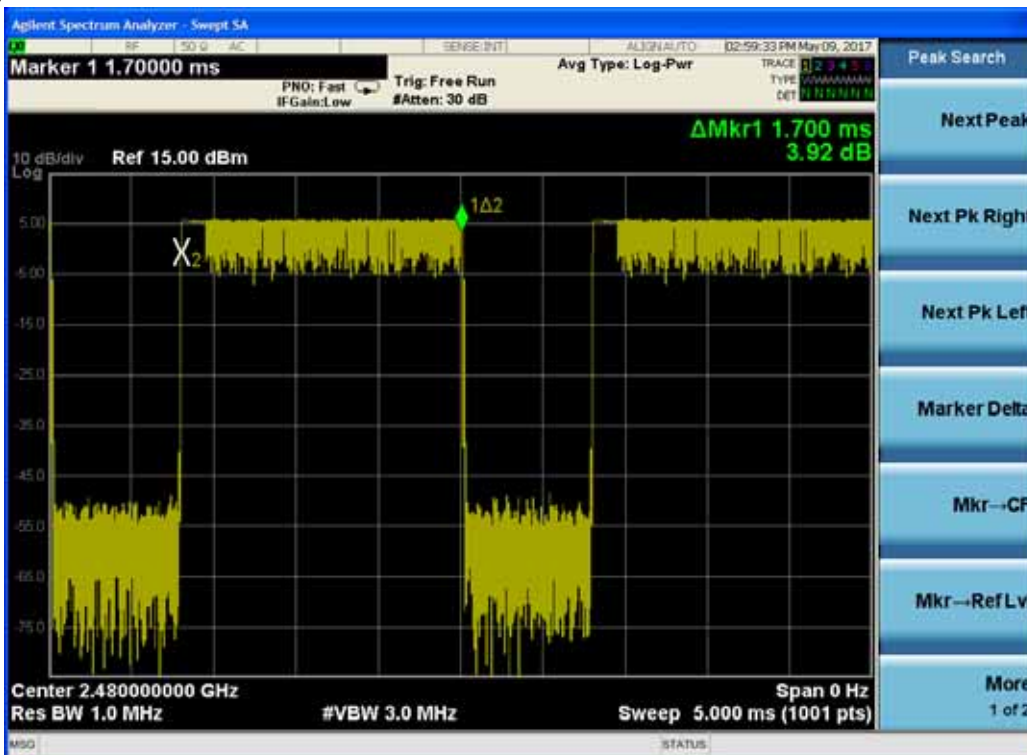 Agilent Spectrum Analyzer - Swept SA
LXI RF 50 Ω AC SENSE:INT ALIGNAUTO 02:59:33 PM May 09, 2017
Marker 1 1.70000 ms
PNO: Fast
IFGain:Low
Trig: Free Run
#Atten: 30 dB
Avg Type: Log-Pwr
TRACE 1 2 3 4 5 6
TYPE
DET N N N N N N
ΔMkr1 1.700 ms
3.92 dB
10 dB/div Ref 15.00 dBm
Log
1Δ2
5.00
X2
-5.00
-15.0
-25.0
-35.0
-45.0
-55.0
-65.0
-75.0
Center 2.480000000 GHz Span 0 Hz
Res BW 1.0 MHz #VBW 3.0 MHz Sweep 5.000 ms (1001 pts)
MSG STATUS
Peak Search
Next Peak
Next Pk Right
Next Pk Left
Marker Delta
Mkr→CF
Mkr→Ref Lv
More
1 of 2